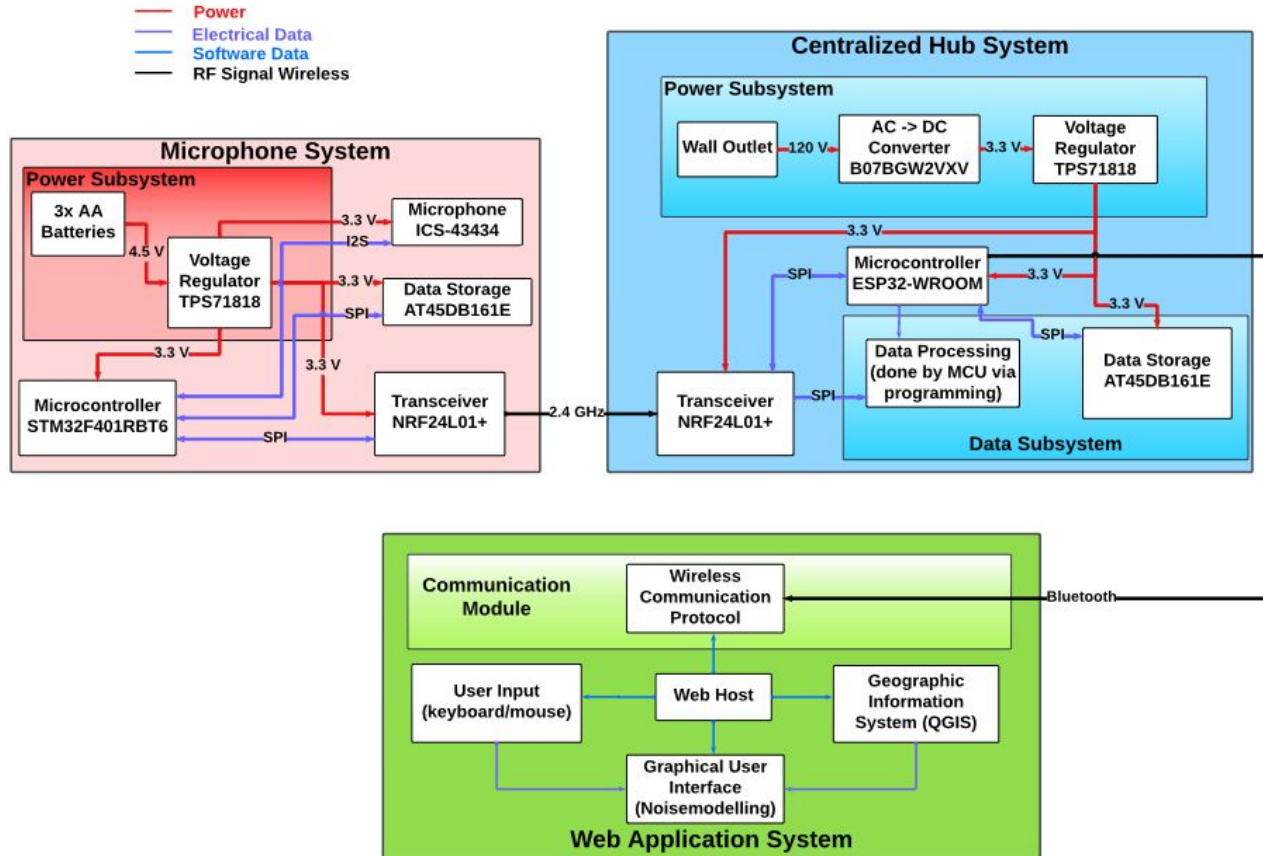 Power
Electrical Data
Software Data
RF Signal Wireless
Microphone System
Power Subsystem
3x AA
Batteries
4.5 V
Voltage
Regulator
TPS71818
3.3 V
Microphone
ICS-43434
I2S
3.3 V
Data Storage
AT45DB161E
SPI
3.3 V
3.3 V
Microcontroller
STM32F401RBT6
SPI
Transceiver
NRF24L01+
2.4 GHz
Centralized Hub System
Power Subsystem
Wall Outlet
120 V
AC -> DC
Converter
B07BGW2VXV
3.3 V
Voltage
Regulator
TPS71818
3.3 V
Microcontroller
ESP32-WROOM
SPI
3.3 V
3.3 V
SPI
Data Processing
(done by MCU via
programming)
Data Storage
AT45DB161E
Transceiver
NRF24L01+
SPI
Data Subsystem
Communication
Module
Wireless
Communication
Protocol
Bluetooth
User Input
(keyboard/mouse)
Web Host
Geographic
Information
System (QGIS)
Graphical User
Interface
(Noisemodelling)
Web Application System